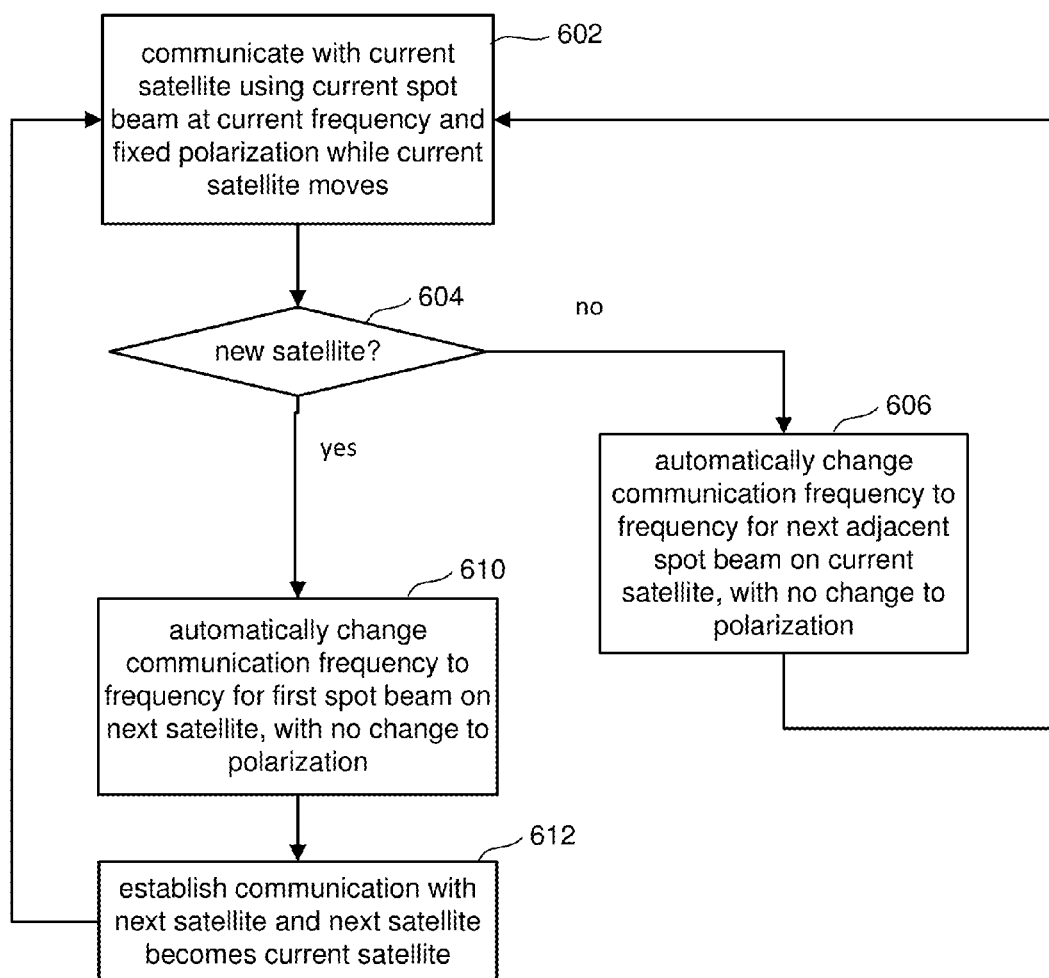 602
communicate with current
satellite using current spot
beam at current frequency and
fixed polarization while current
satellite moves
604
new satellite?
no
yes
606
automatically change
communication frequency to
frequency for next adjacent
spot beam on current
satellite, with no change to
polarization
610
automatically change
communication frequency to
frequency for first spot beam on
next satellite, with no change to
polarization
612
establish communication with
next satellite and next satellite
becomes current satellite